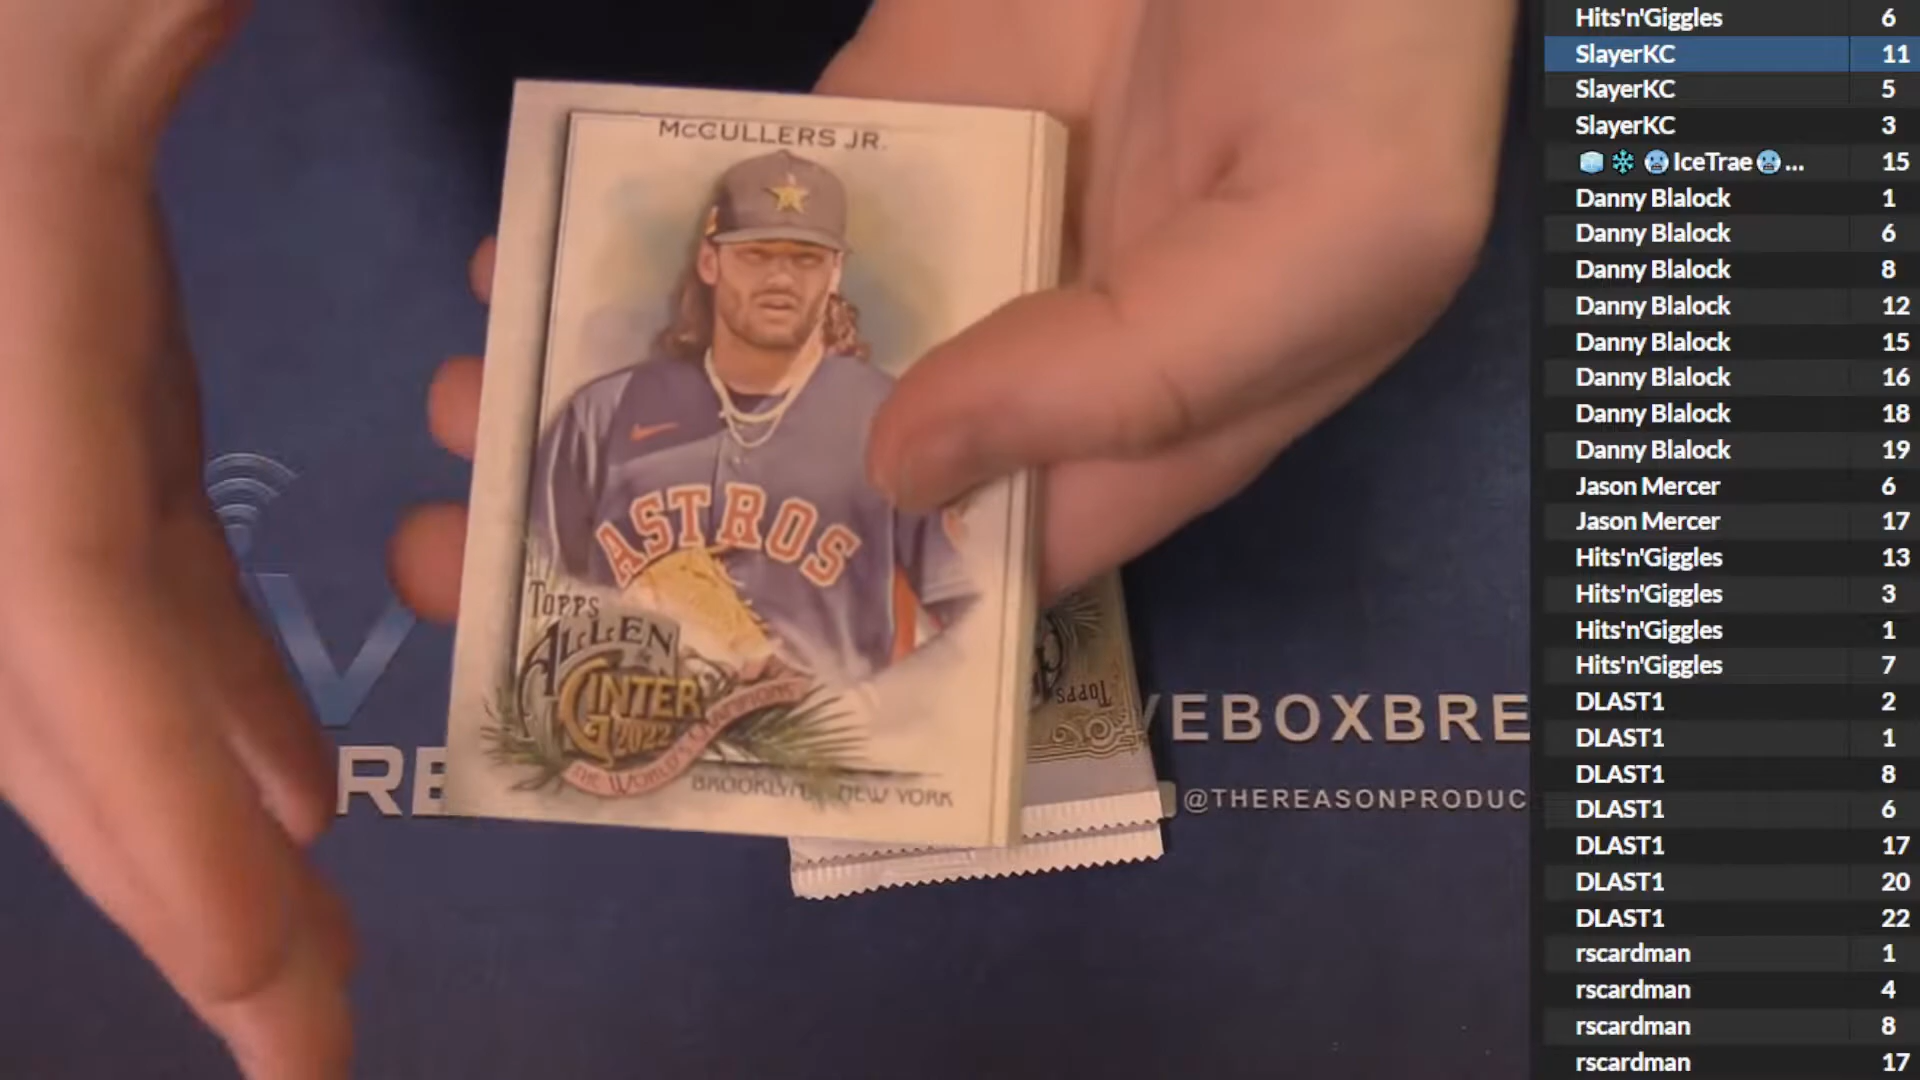 McCULLERS JR.
ASTROS
TOPPS
ALLEN
GINTER
2022
THE WORLD'S CHAMPIONS
BROOKLYN, NEW YORK
Topps
VEBOXBRE
@THEREASONPRODUC
V
RE
Hits'n'Giggles 6
SlayerKC 11
SlayerKC 5
SlayerKC 3
IceTrae ... 15
Danny Blalock 1
Danny Blalock 6
Danny Blalock 8
Danny Blalock 12
Danny Blalock 15
Danny Blalock 16
Danny Blalock 18
Danny Blalock 19
Jason Mercer 6
Jason Mercer 17
Hits'n'Giggles 13
Hits'n'Giggles 3
Hits'n'Giggles 1
Hits'n'Giggles 7
DLAST1 2
DLAST1 1
DLAST1 8
DLAST1 6
DLAST1 17
DLAST1 20
DLAST1 22
rscardman 1
rscardman 4
rscardman 8
rscardman 17